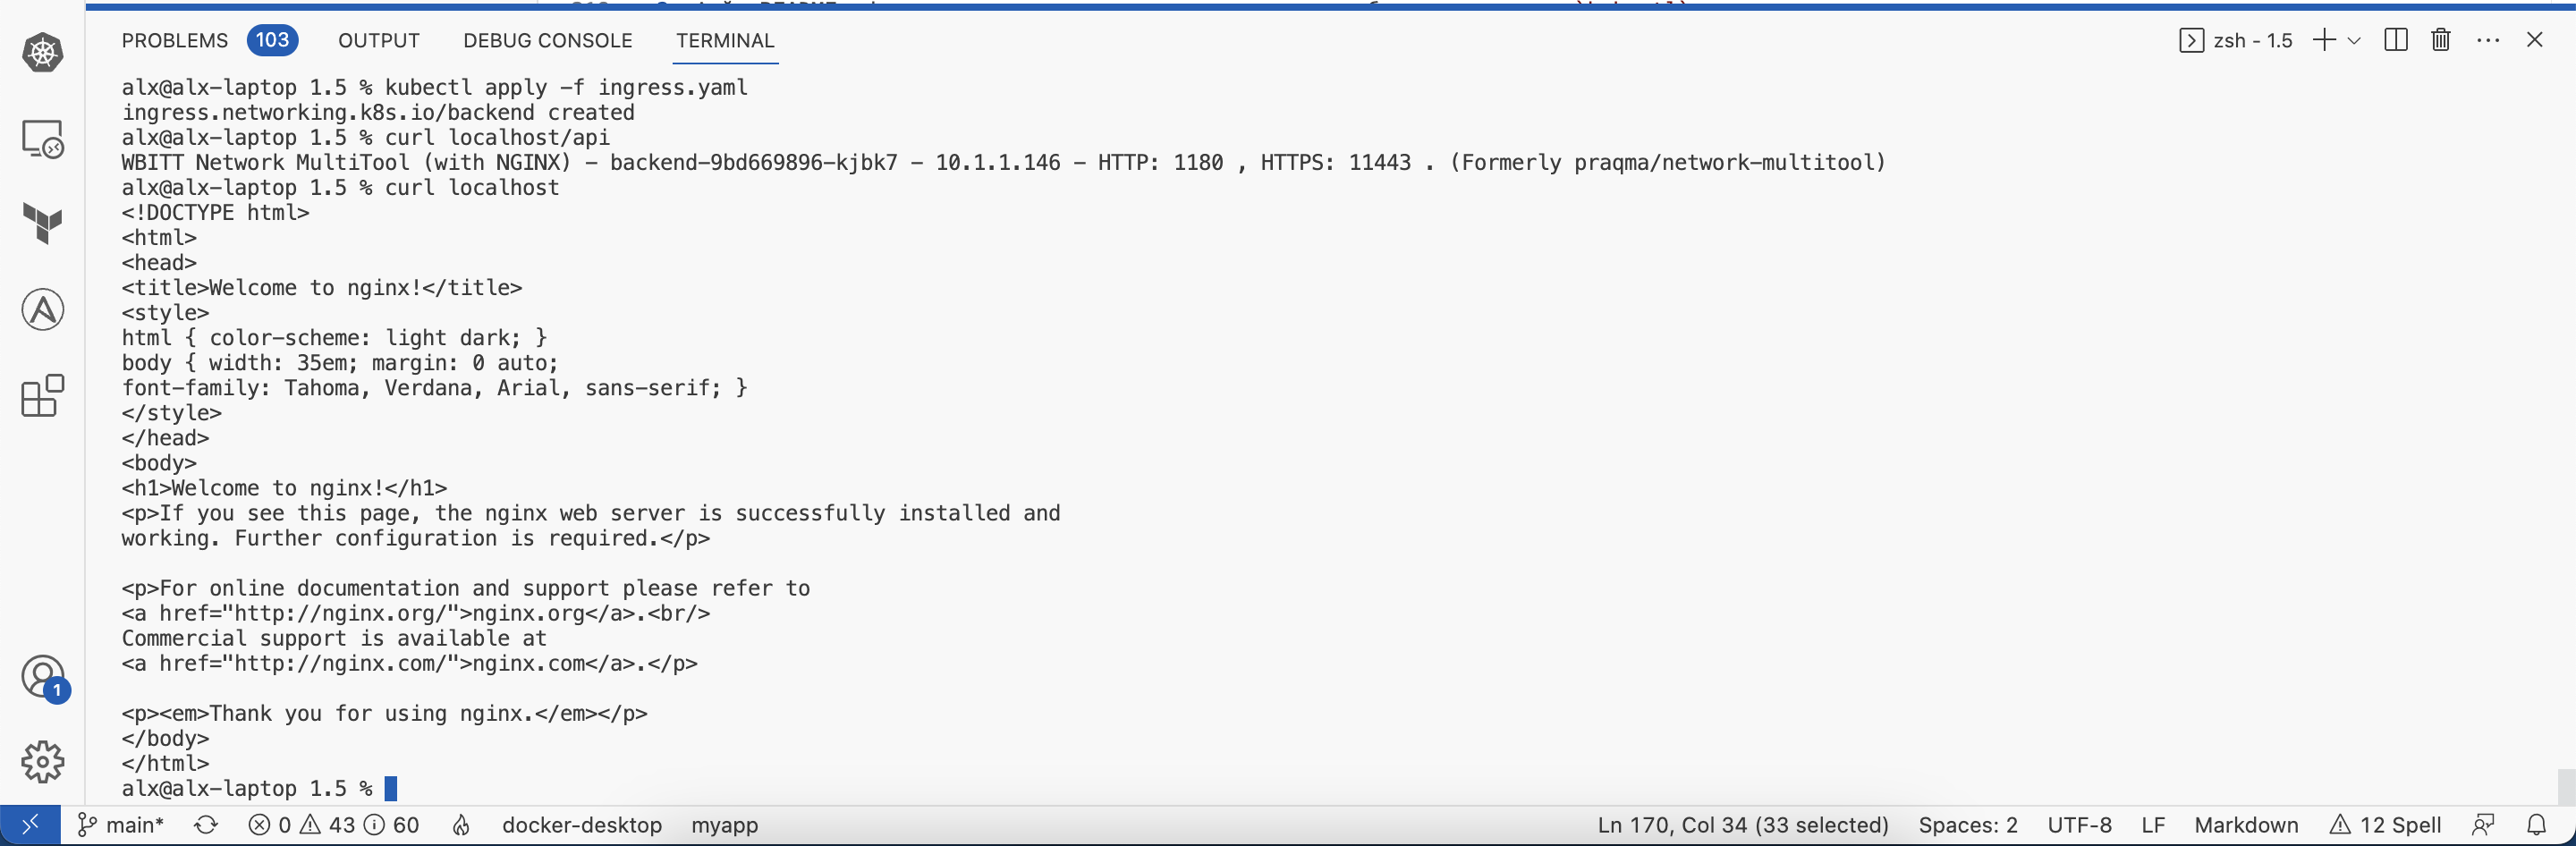 PROBLEMS 103 OUTPUT DEBUG CONSOLE TERMINAL zsh - 1.5
alx@alx-laptop 1.5 % kubectl apply -f ingress.yaml
ingress.networking.k8s.io/backend created
alx@alx-laptop 1.5 % curl localhost/api
WBITT Network MultiTool (with NGINX) - backend-9bd669896-kjbk7 - 10.1.1.146 - HTTP: 1180 , HTTPS: 11443 . (Formerly praqma/network-multitool)
alx@alx-laptop 1.5 % curl localhost
<!DOCTYPE html>
<html>
<head>
<title>Welcome to nginx!</title>
<style>
html { color-scheme: light dark; }
body { width: 35em; margin: 0 auto;
font-family: Tahoma, Verdana, Arial, sans-serif; }
</style>
</head>
<body>
<h1>Welcome to nginx!</h1>
<p>If you see this page, the nginx web server is successfully installed and
working. Further configuration is required.</p>
<p>For online documentation and support please refer to
<a href="http://nginx.org/">nginx.org</a>.<br/>
Commercial support is available at
<a href="http://nginx.com/">nginx.com</a>.</p>
<p><em>Thank you for using nginx.</em></p>
</body>
</html>
alx@alx-laptop 1.5 %
1
main* 0 43 60 docker-desktop myapp Ln 170, Col 34 (33 selected) Spaces: 2 UTF-8 LF Markdown 12 Spell